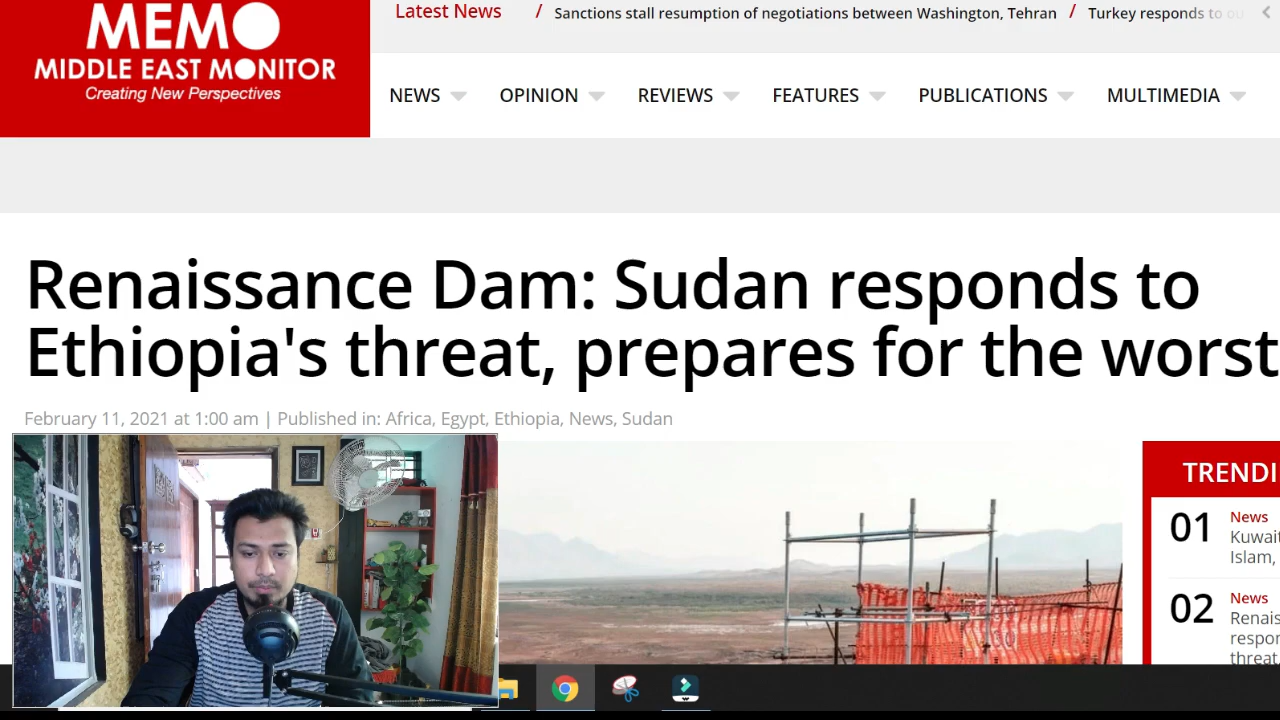 MEMO
MIDDLE EAST MONITOR
Creating New Perspectives
Latest News / Sanctions stall resumption of negotiations between Washington, Tehran / Turkey responds to ou
NEWS OPINION REVIEWS FEATURES PUBLICATIONS MULTIMEDIA
Renaissance Dam: Sudan responds to
Ethiopia's threat, prepares for the worst
February 11, 2021 at 1:00 am | Published in: Africa, Egypt, Ethiopia, News, Sudan
TRENDI
01 News
Kuwait
Islam,
02 News
Renais
respon
threat